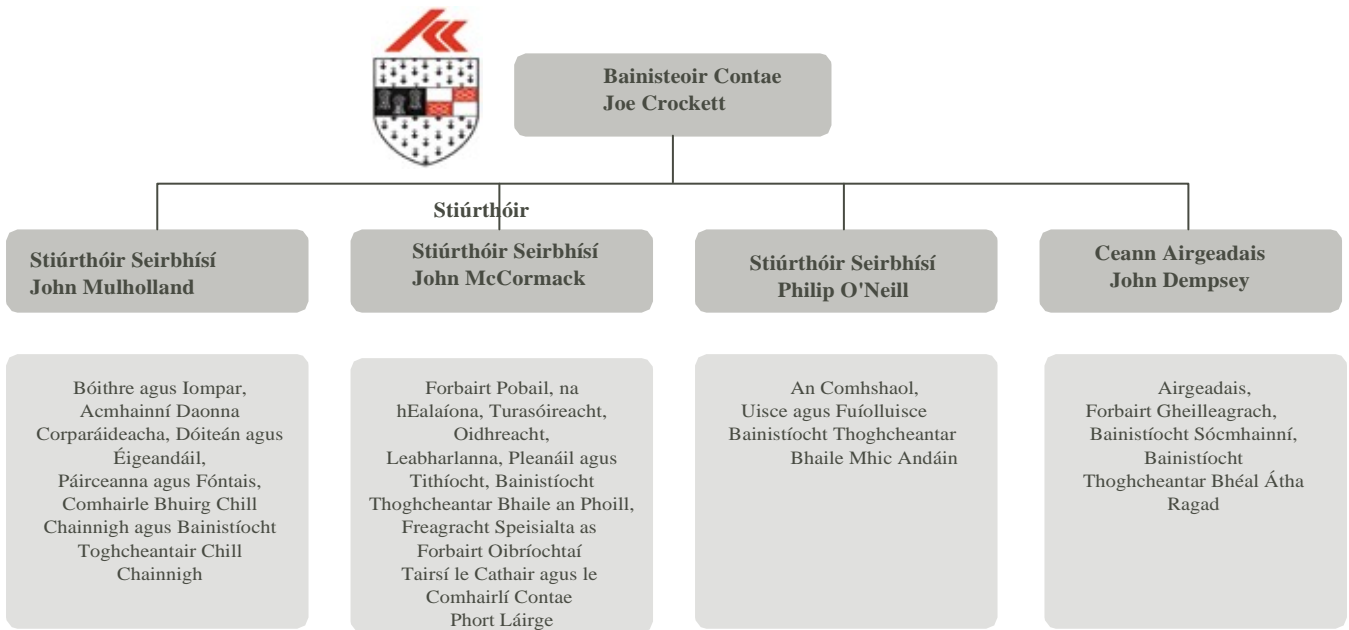 Bainisteoir Contae
Joe Crockett
Stiúrthóir
Stiúrthóir Seirbhísí
John Mulholland
Stiúrthóir Seirbhísí
John McCormack
Stiúrthóir Seirbhísí
Philip O'Neill
Ceann Airgeadais
John Dempsey
Bóithre agus Iompar,
Acmhainní Daonna
Corparáideacha, Dóiteán agus
Éigeandáil,
Páirceanna agus Fóntais,
Comhairle Bhuirg Chill
Chainnigh agus Bainistíocht
Toghcheantair Chill
Chainnigh
Forbairt Pobail, na
hEalaíona, Turasóireacht,
Oidhreacht,
Leabharlanna, Pleanáil agus
Tithíocht, Bainistíocht
Thoghcheantar Bhaile an Phoill,
Freagracht Speisialta as
Forbairt Oibríochtaí
Tairsí le Cathair agus le
Comhairlí Contae
Phort Láirge
An Comhshaol,
Uisce agus Fuíolluisce
Bainistíocht Thoghcheantar
Bhaile Mhic Andáin
Airgeadais,
Forbairt Gheilleagrach,
Bainistíocht Sócmhainní,
Bainistíocht
Thoghcheantar Bhéal Átha
Ragad